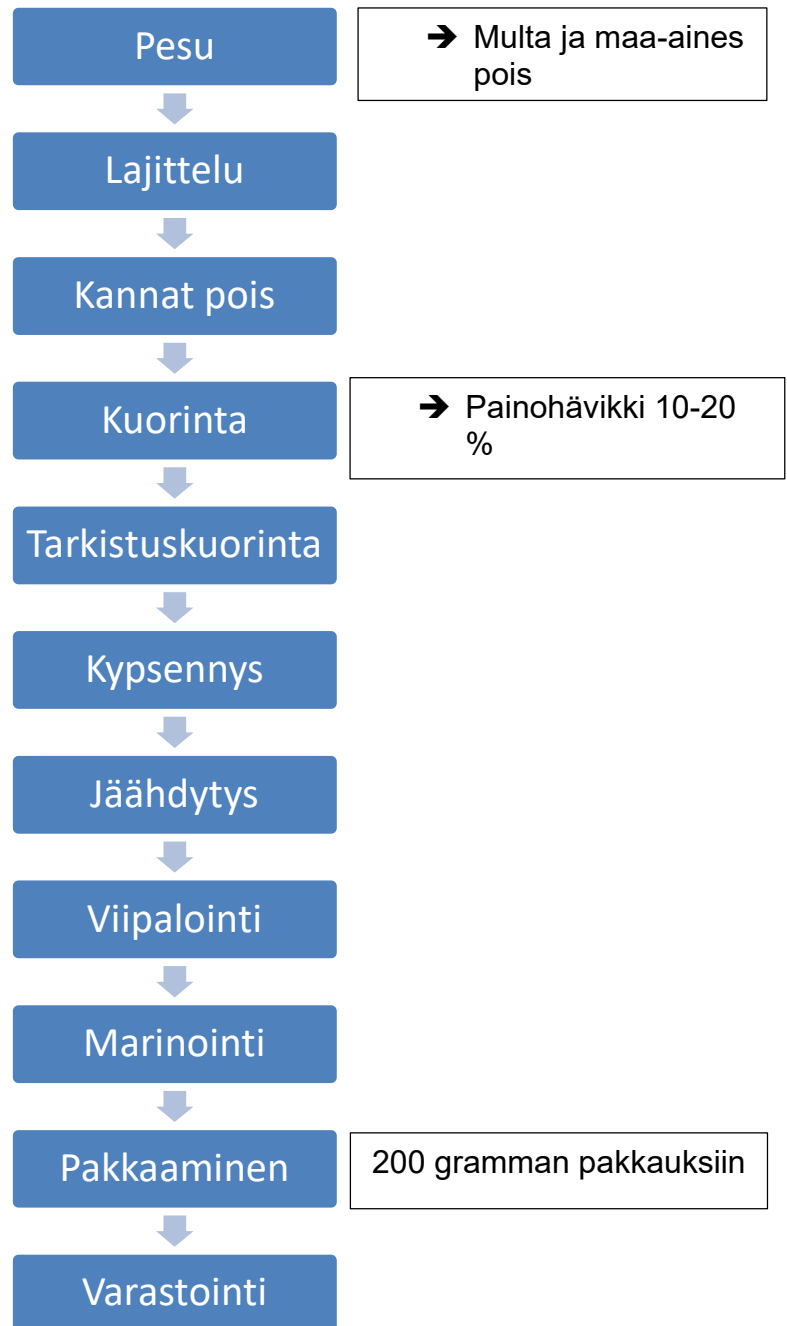 Pesu
➔ Multa ja maa-aines
pois
Lajittelu
Kannat pois
Kuorinta
➔ Painohävikki 10-20
%
Tarkistuskuorinta
Kypsennys
Jäähdytys
Viipalointi
Marinointi
Pakkaaminen
200 gramman pakkauksiin
Varastointi